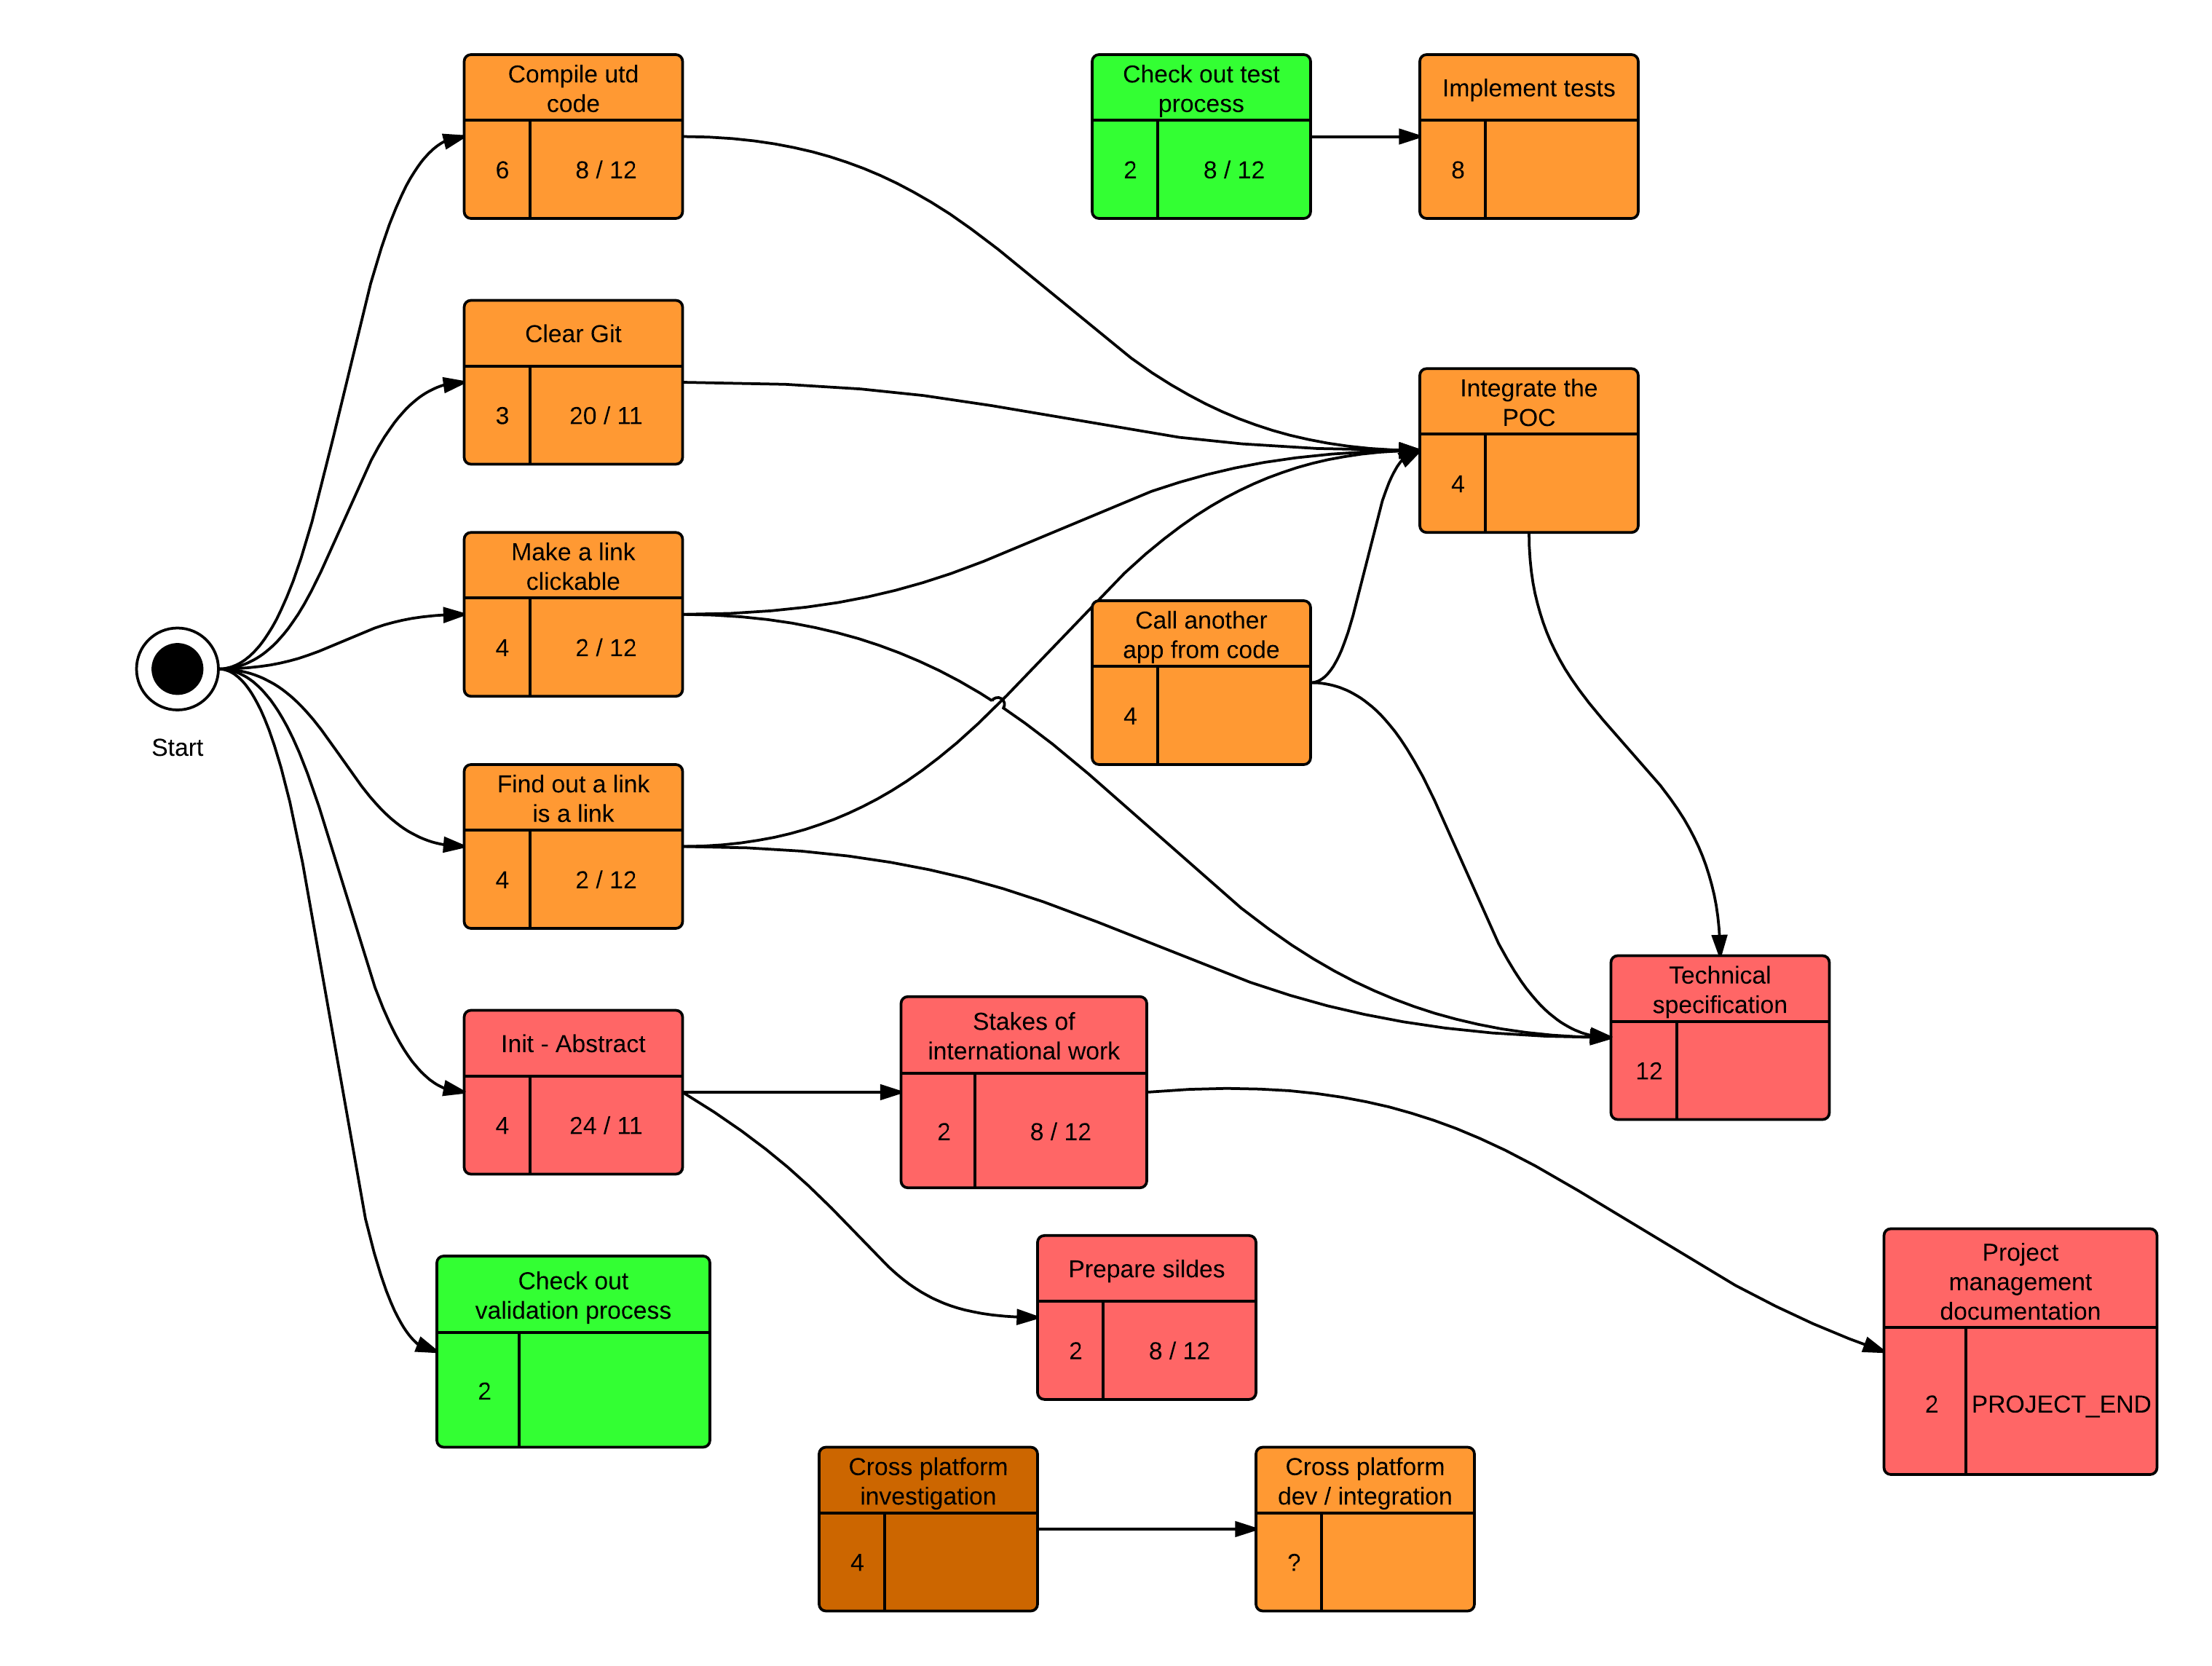 Compile utd
code
6
8 / 12
Check out test
process
2
8 / 12
Implement tests
8
Clear Git
3
20 / 11
Integrate the
POC
4
Make a link
clickable
4
2 / 12
Call another
app from code
4
Start
Find out a link
is a link
4
2 / 12
Technical
specification
12
Init - Abstract
4
24 / 11
Stakes of
international work
2
8 / 12
Check out
validation process
2
Prepare sildes
2
8 / 12
Project
management
documentation
2
PROJECT_END
Cross platform
investigation
4
Cross platform
dev / integration
?